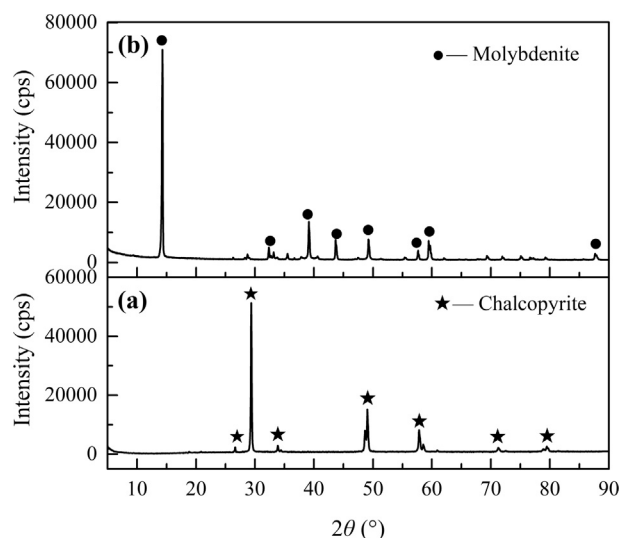 80000
(b)
● — Molybdenite
60000
Intensity (cps)
40000
20000
0
60000
(a)
★ — Chalcopyrite
Intensity (cps)
40000
20000
0
10 20 30 40 50 60 70 80 90
2θ (°)